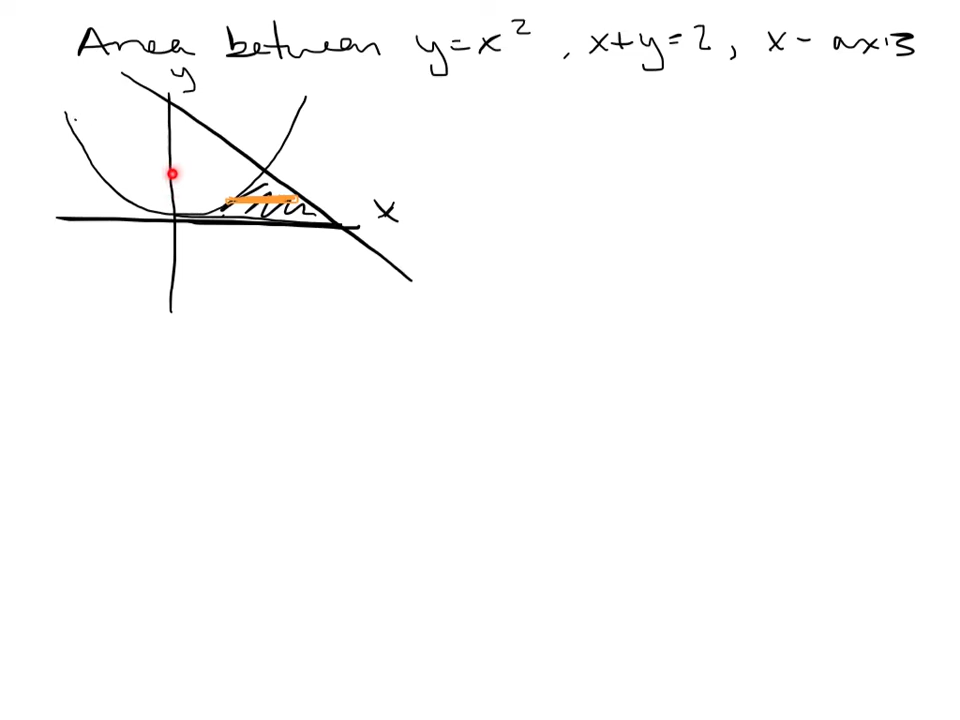 Area between y=x², x+y=2, x-axis
y
x